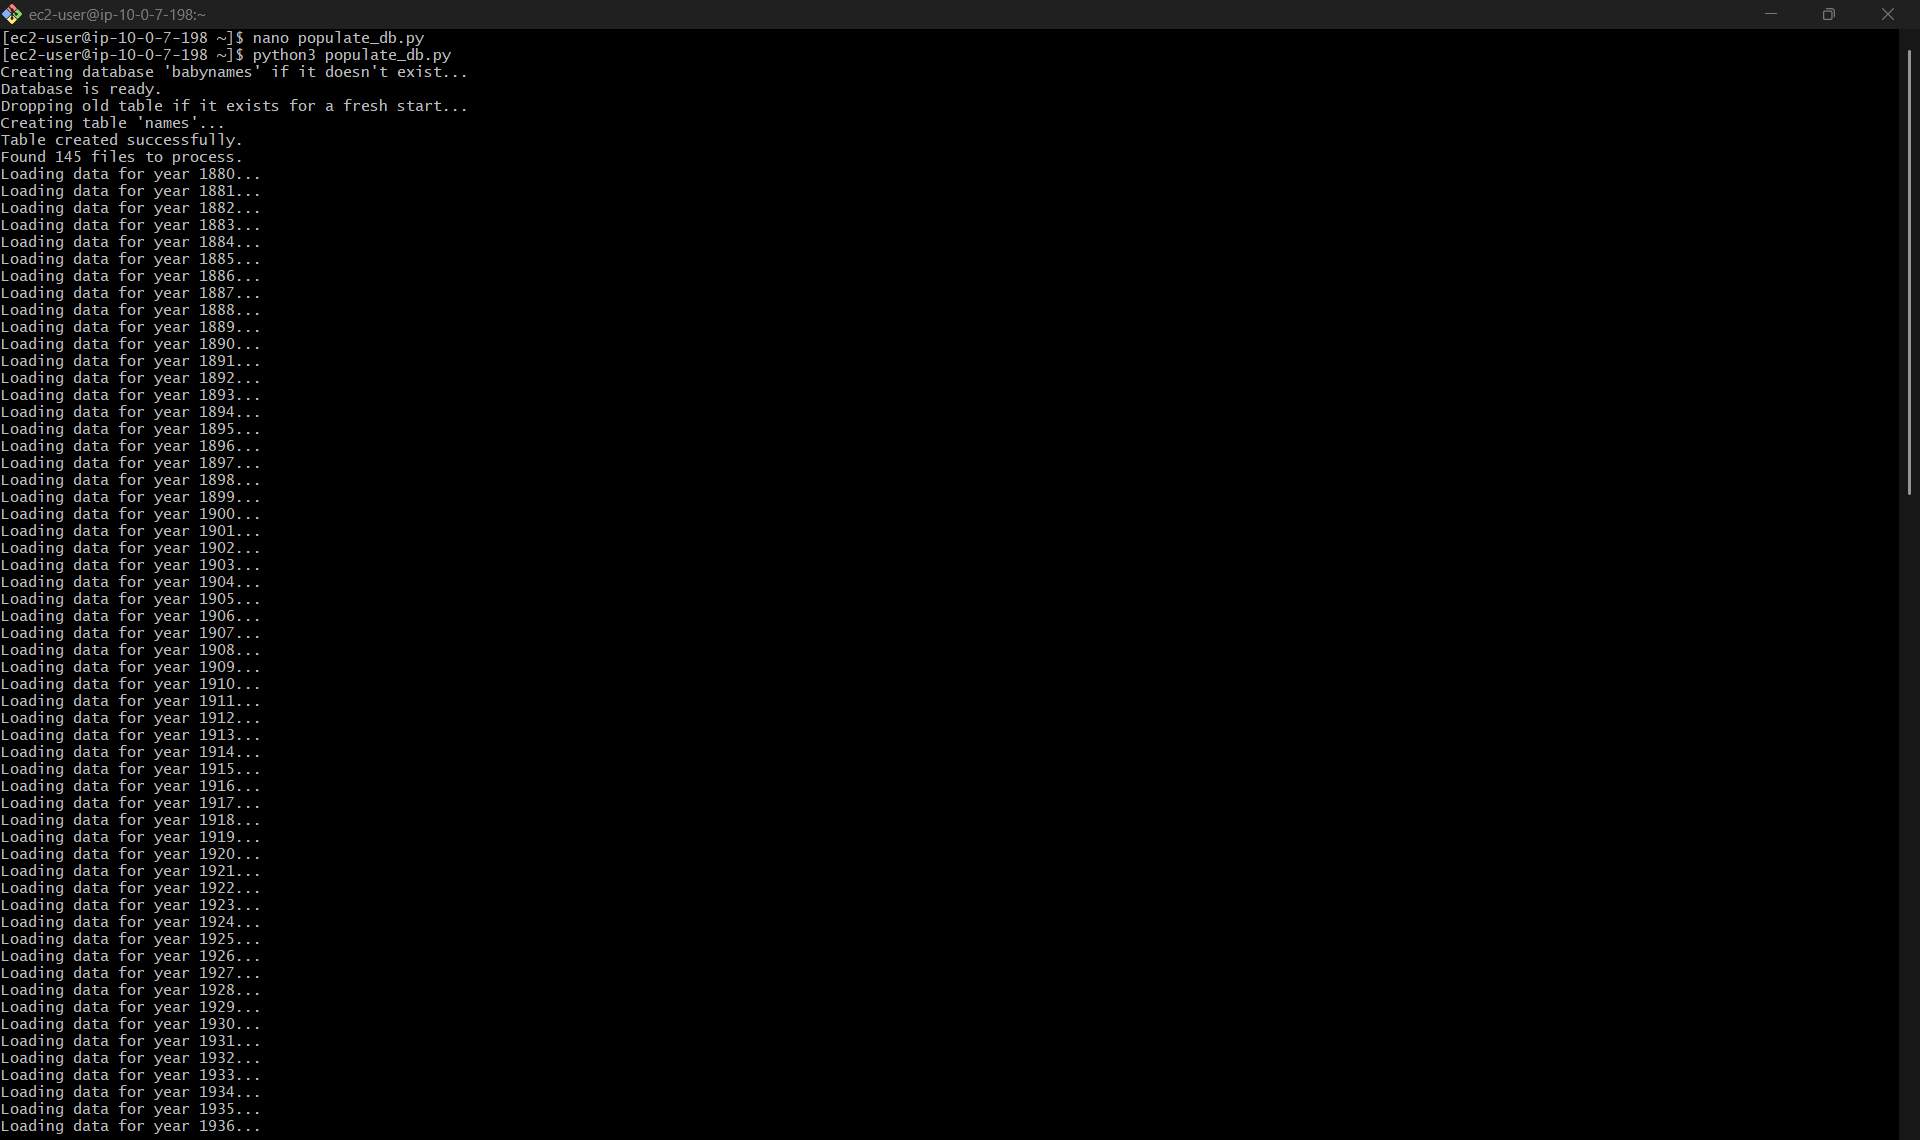 ec2-user@ip-10-0-7-198:~
[ec2-user@ip-10-0-7-198 ~]$ nano populate_db.py
[ec2-user@ip-10-0-7-198 ~]$ python3 populate_db.py
Creating database 'babynames' if it doesn't exist...
Database is ready.
Dropping old table if it exists for a fresh start...
Creating table 'names'...
Table created successfully.
Found 145 files to process.
Loading data for year 1880...
Loading data for year 1881...
Loading data for year 1882...
Loading data for year 1883...
Loading data for year 1884...
Loading data for year 1885...
Loading data for year 1886...
Loading data for year 1887...
Loading data for year 1888...
Loading data for year 1889...
Loading data for year 1890...
Loading data for year 1891...
Loading data for year 1892...
Loading data for year 1893...
Loading data for year 1894...
Loading data for year 1895...
Loading data for year 1896...
Loading data for year 1897...
Loading data for year 1898...
Loading data for year 1899...
Loading data for year 1900...
Loading data for year 1901...
Loading data for year 1902...
Loading data for year 1903...
Loading data for year 1904...
Loading data for year 1905...
Loading data for year 1906...
Loading data for year 1907...
Loading data for year 1908...
Loading data for year 1909...
Loading data for year 1910...
Loading data for year 1911...
Loading data for year 1912...
Loading data for year 1913...
Loading data for year 1914...
Loading data for year 1915...
Loading data for year 1916...
Loading data for year 1917...
Loading data for year 1918...
Loading data for year 1919...
Loading data for year 1920...
Loading data for year 1921...
Loading data for year 1922...
Loading data for year 1923...
Loading data for year 1924...
Loading data for year 1925...
Loading data for year 1926...
Loading data for year 1927...
Loading data for year 1928...
Loading data for year 1929...
Loading data for year 1930...
Loading data for year 1931...
Loading data for year 1932...
Loading data for year 1933...
Loading data for year 1934...
Loading data for year 1935...
Loading data for year 1936...